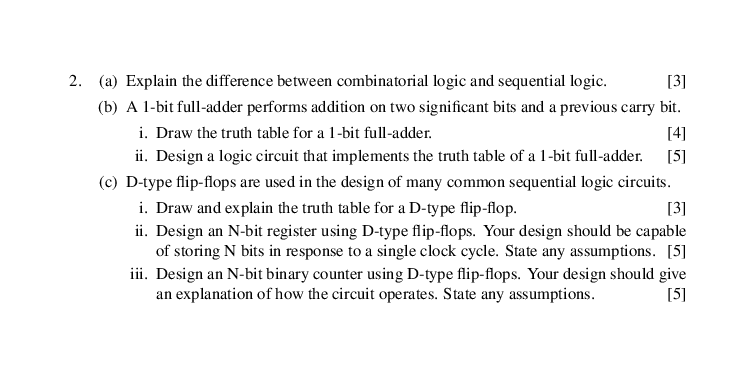 2. (a) Explain the difference between combinatorial logic and sequential logic. [3]
(b) A 1-bit full-adder performs addition on two significant bits and a previous carry bit.
i. Draw the truth table for a 1-bit full-adder. [4]
ii. Design a logic circuit that implements the truth table of a 1-bit full-adder. [5]
(c) D-type flip-flops are used in the design of many common sequential logic circuits.
i. Draw and explain the truth table for a D-type flip-flop. [3]
ii. Design an N-bit register using D-type flip-flops. Your design should be capable
of storing N bits in response to a single clock cycle. State any assumptions. [5]
iii. Design an N-bit binary counter using D-type flip-flops. Your design should give
an explanation of how the circuit operates. State any assumptions. [5]